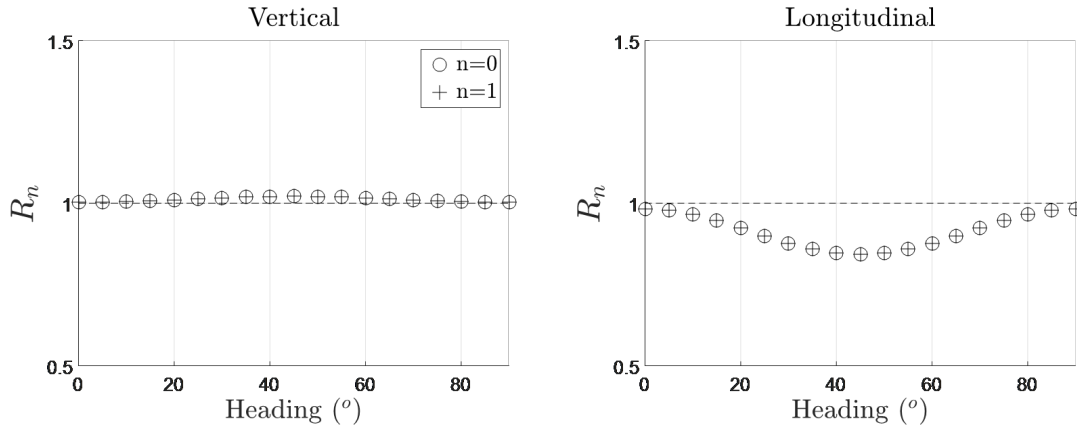 Vertical
1.5
1
0.5
R_n
0 20 40 60 80
Heading (°)
n=0
n=1
Longitudinal
1.5
1
0.5
R_n
0 20 40 60 80
Heading (°)